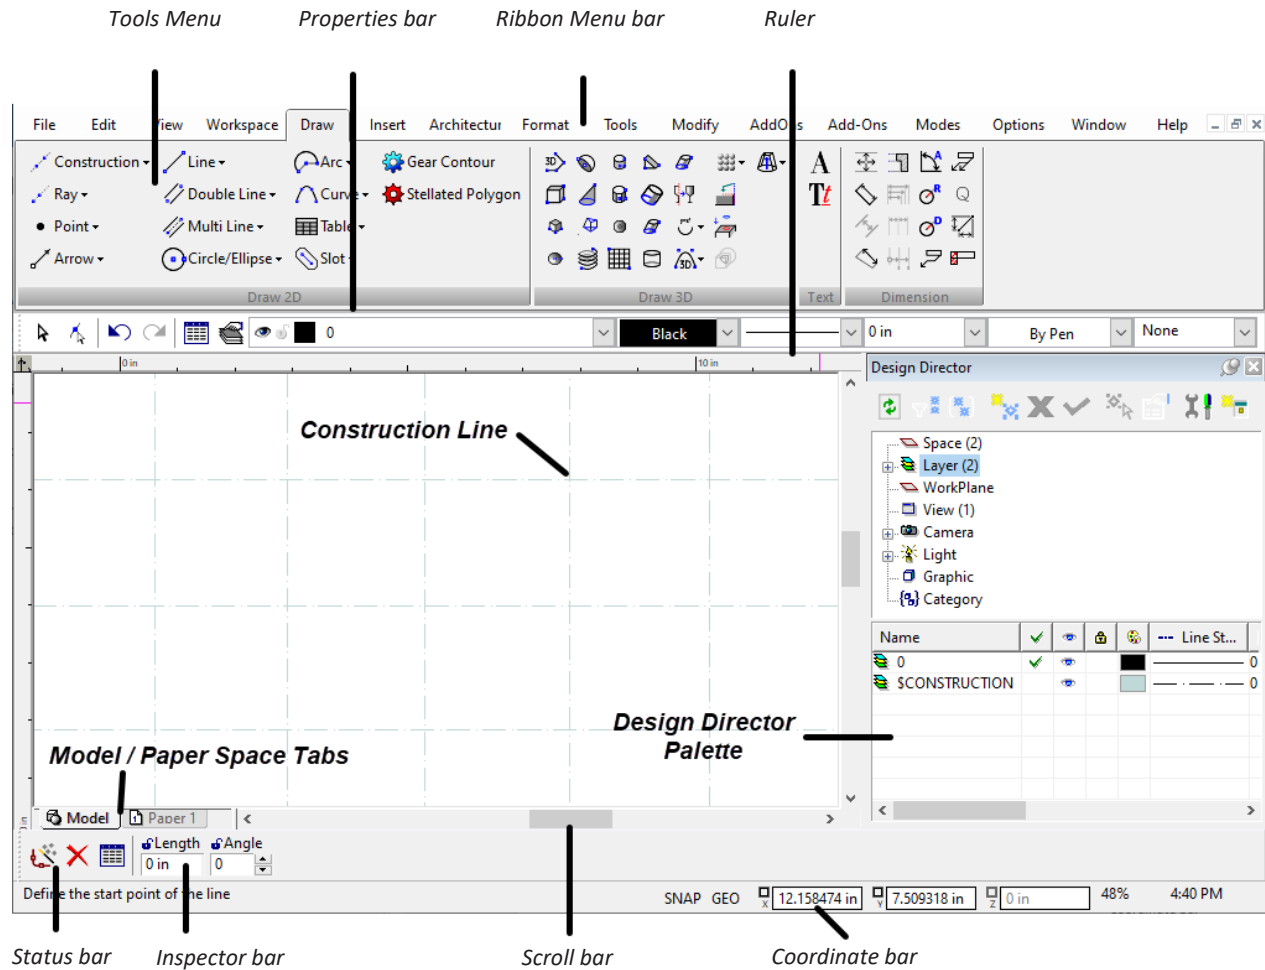 Tools Menu Properties bar Ribbon Menu bar Ruler
File Edit View Workspace Draw Insert Architectur Format Tools Modify AddOns Add-Ons Modes Options Window Help
Construction Line Arc Gear Contour
Ray Double Line Curve Stellated Polygon
Point Multi Line Table
Arrow Circle/Ellipse Slot
Draw 2D Draw 3D Text Dimension
0 Black 0 in By Pen None
0 in 10 in Design Director
Construction Line
Space (2)
Layer (2)
WorkPlane
View (1)
Camera
Light
Graphic
Category
Name Line St...
0 0
$CONSTRUCTION 0
Design Director
Palette
Model / Paper Space Tabs
Model Paper 1
Length Angle
0 in 0
Define the start point of the line
SNAP GEO X 12.158474 in Y 7.509318 in Z 0 in 48% 4:40 PM
Status bar Inspector bar Scroll bar Coordinate bar